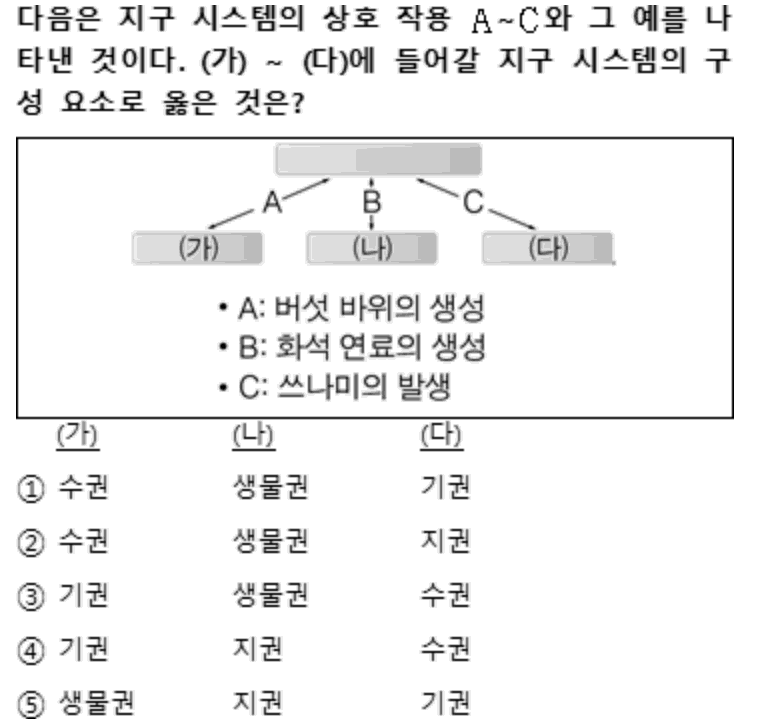 다음은 지구 시스템의 상호 작용 A~C와 그 예를 나
타낸 것이다. (가) ~ (다)에 들어갈 지구 시스템의 구
성 요소로 옳은 것은?
A B C
(가) (나) (다)
• A: 버섯 바위의 생성
• B: 화석 연료의 생성
• C: 쓰나미의 발생
(가) (나) (다)
① 수권 생물권 기권
② 수권 생물권 지권
③ 기권 생물권 수권
④ 기권 지권 수권
⑤ 생물권 지권 기권